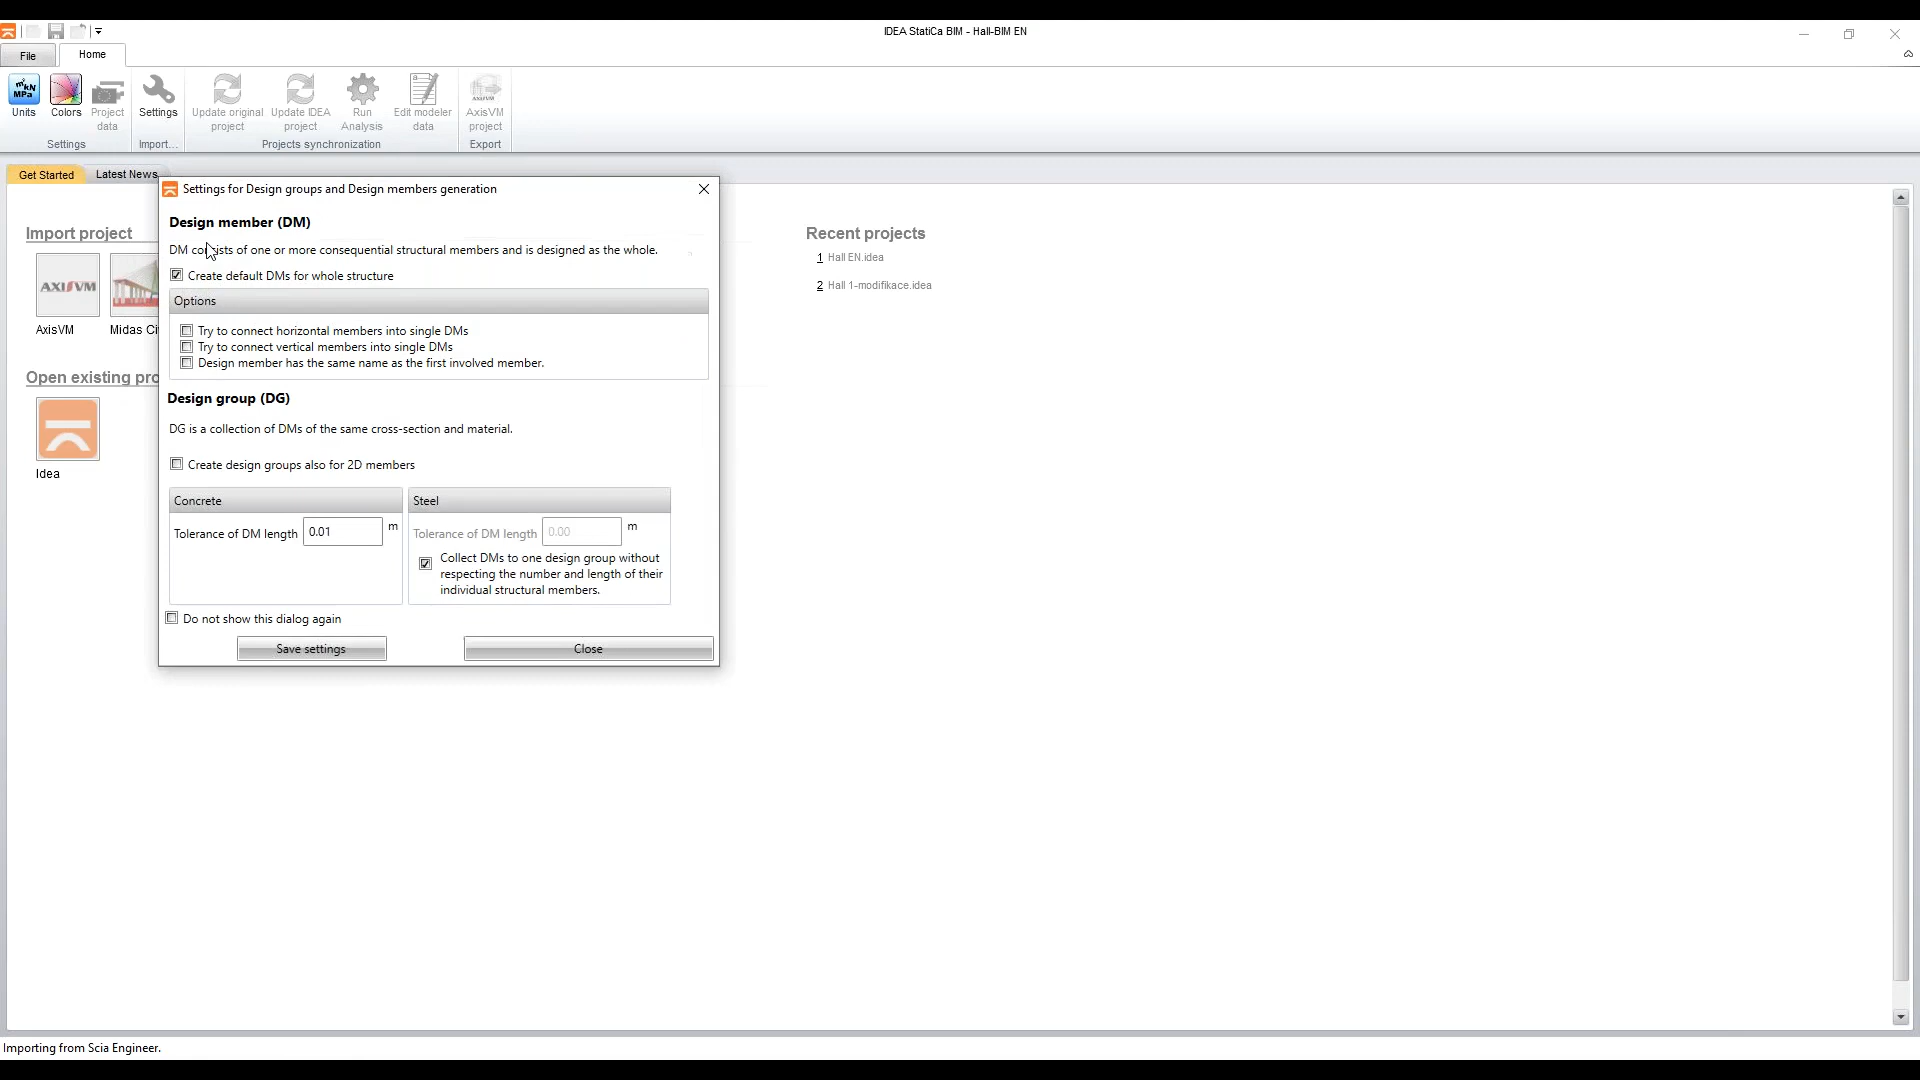 IDEA StatiCa BIM - Hall-BIM EN
File
Home
Units
Colors
Project data
Settings
Update original project
Update IDEA project
Run Analysis
Edit modeler data
AxisVM project
Settings
Import...
Projects synchronization
Export
Get Started
Latest News
Import project
AXISVM
AxisVM
Midas Ci
Open existing pro
Idea
Recent projects
1 Hall EN.idea
2 Hall 1-modifikace.idea
Settings for Design groups and Design members generation
Design member (DM)
DM consists of one or more consequential structural members and is designed as the whole.
Create default DMs for whole structure
Options
Try to connect horizontal members into single DMs
Try to connect vertical members into single DMs
Design member has the same name as the first involved member.
Design group (DG)
DG is a collection of DMs of the same cross-section and material.
Create design groups also for 2D members
Concrete
Tolerance of DM length 0.01 m
Steel
Tolerance of DM length 0.00 m
Collect DMs to one design group without
respecting the number and length of their
individual structural members.
Do not show this dialog again
Save settings
Close
Importing from Scia Engineer.